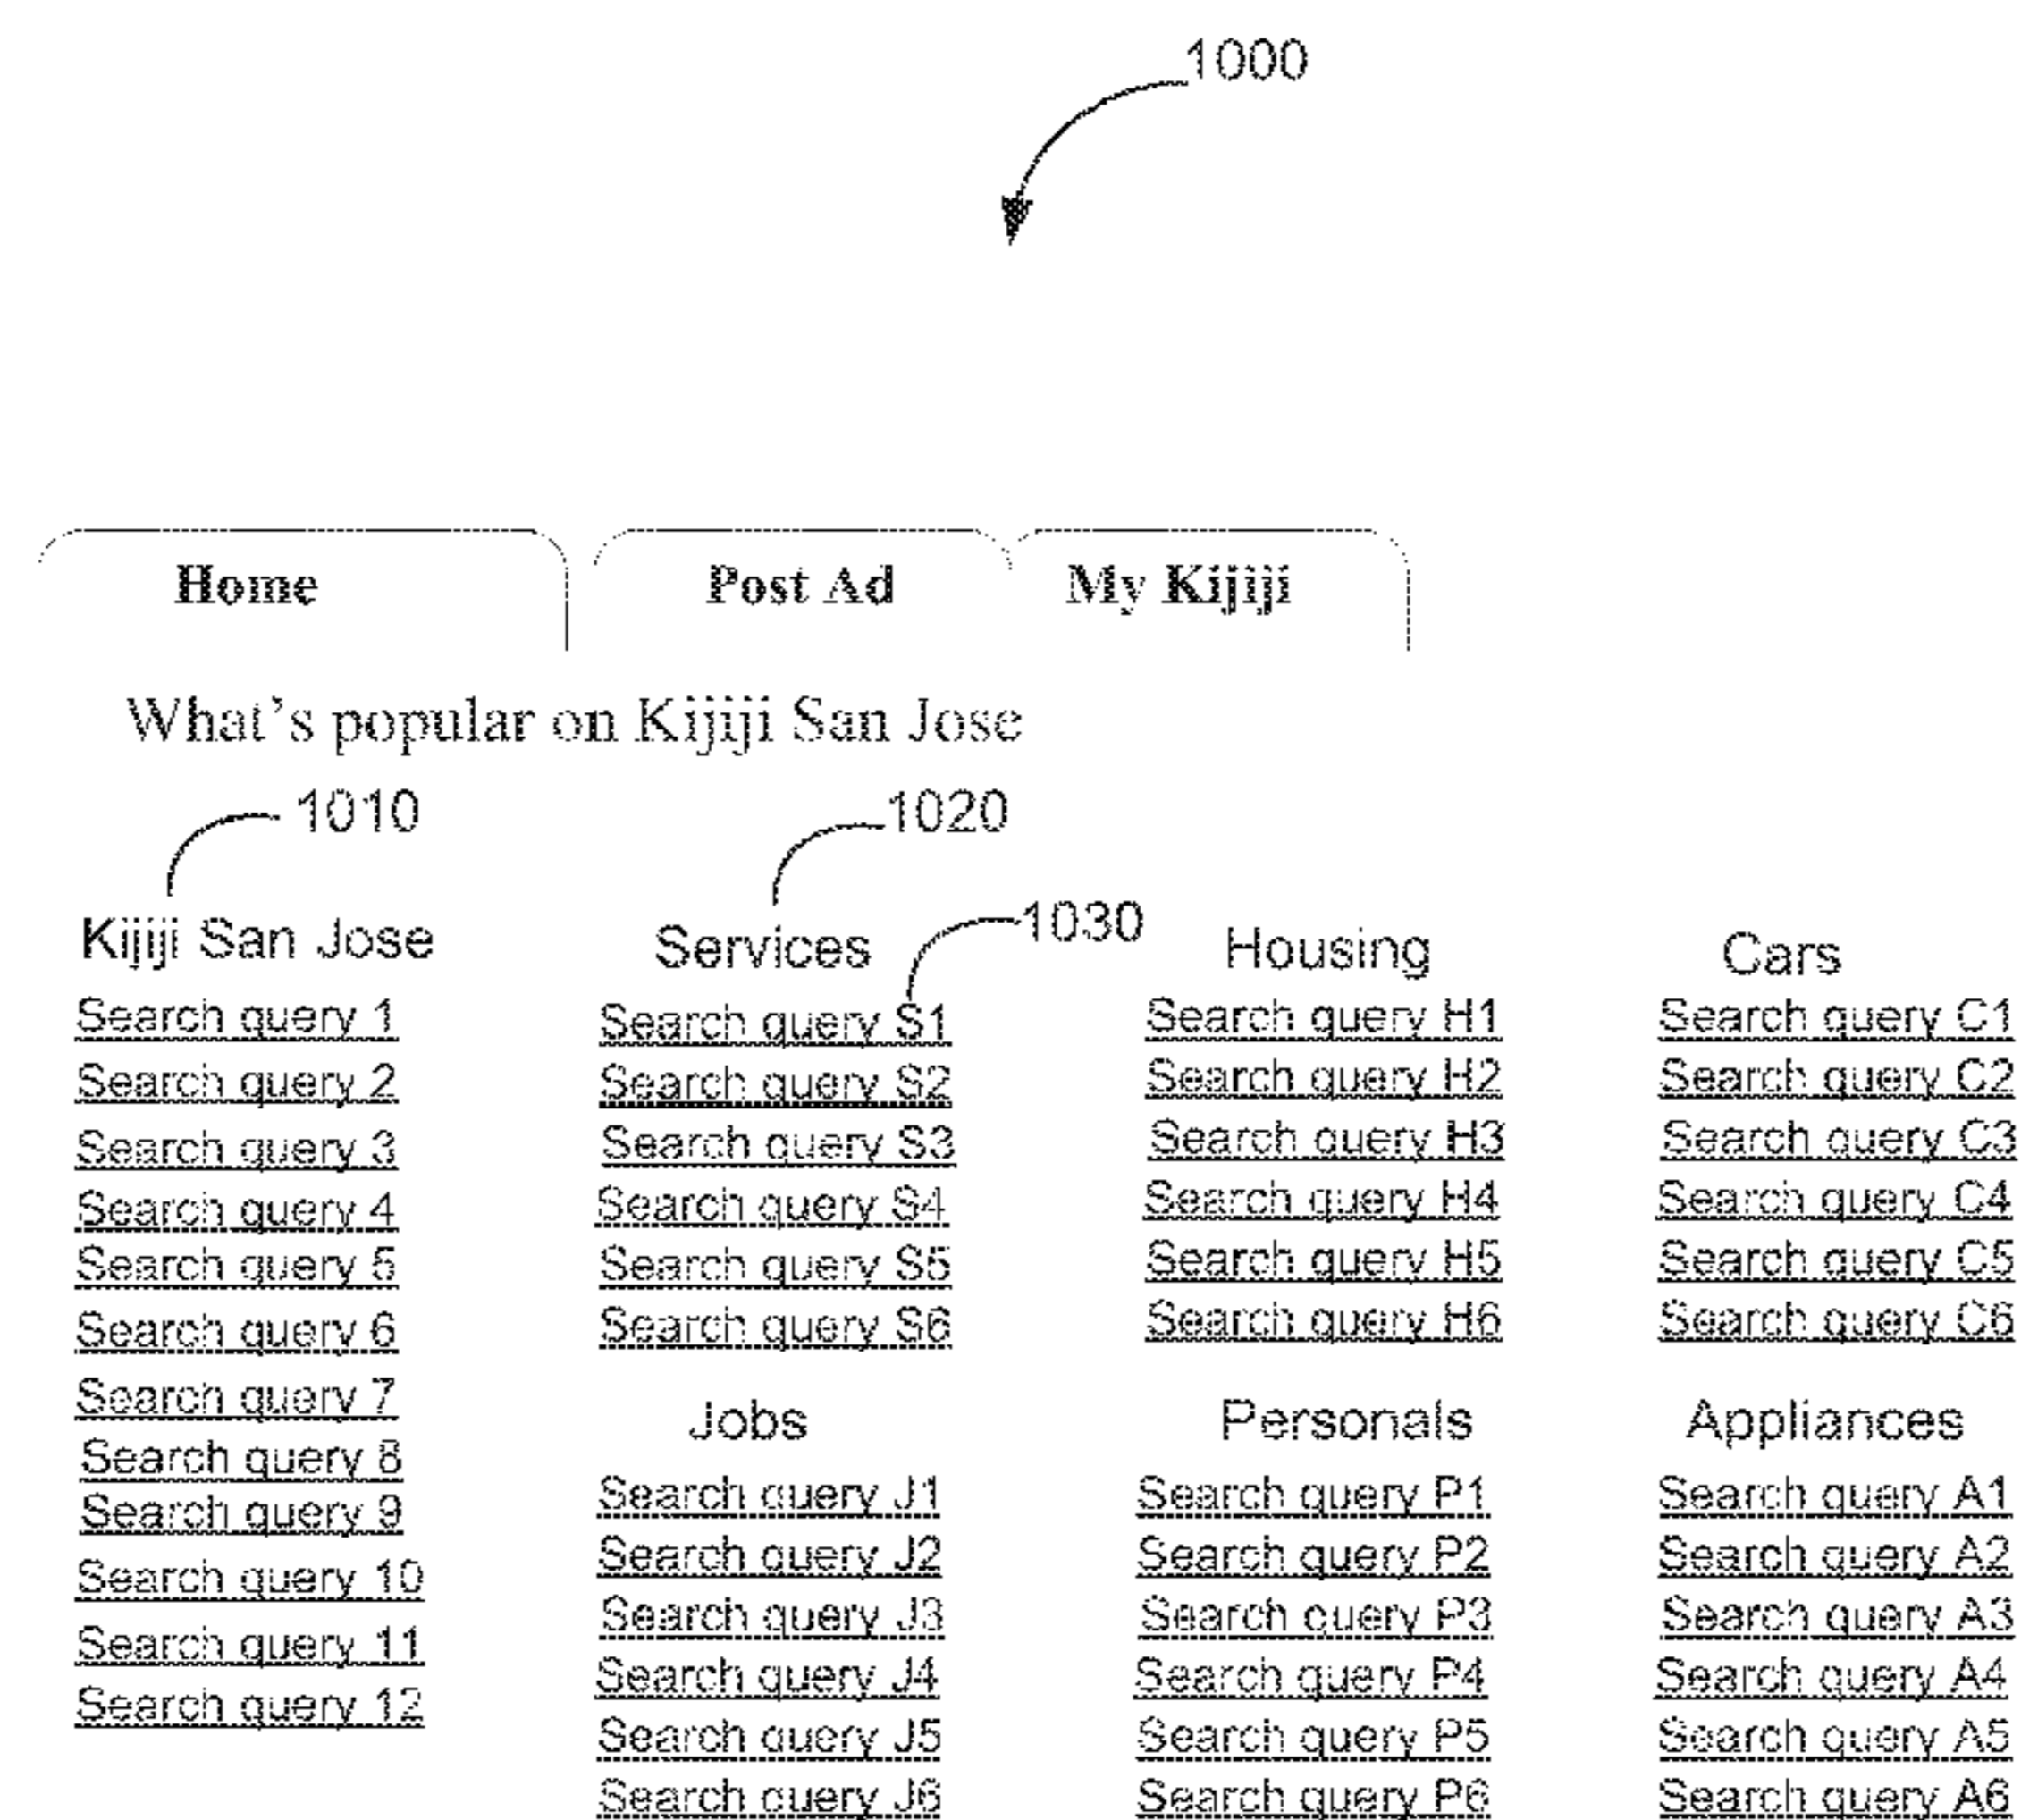 1000
Home Post Ad My Kijiji
What's popular on Kijiji San Jose
1010 1020
1030
Kijiji San Jose Services Housing Cars
Search query 1 Search query S1 Search query H1 Search query C1
Search query 2 Search query S2 Search query H2 Search query C2
Search query 3 Search query S3 Search query H3 Search query C3
Search query 4 Search query S4 Search query H4 Search query C4
Search query 5 Search query S5 Search query H5 Search query C5
Search query 6 Search query S6 Search query H6 Search query C6
Search query 7 Jobs Personals Appliances
Search query 8
Search query 9 Search query J1 Search query P1 Search query A1
Search query 10 Search query J2 Search query P2 Search query A2
Search query 11 Search query J3 Search query P3 Search query A3
Search query 12 Search query J4 Search query P4 Search query A4
Search query J5 Search query P5 Search query A5
Search query J6 Search query P6 Search query A6